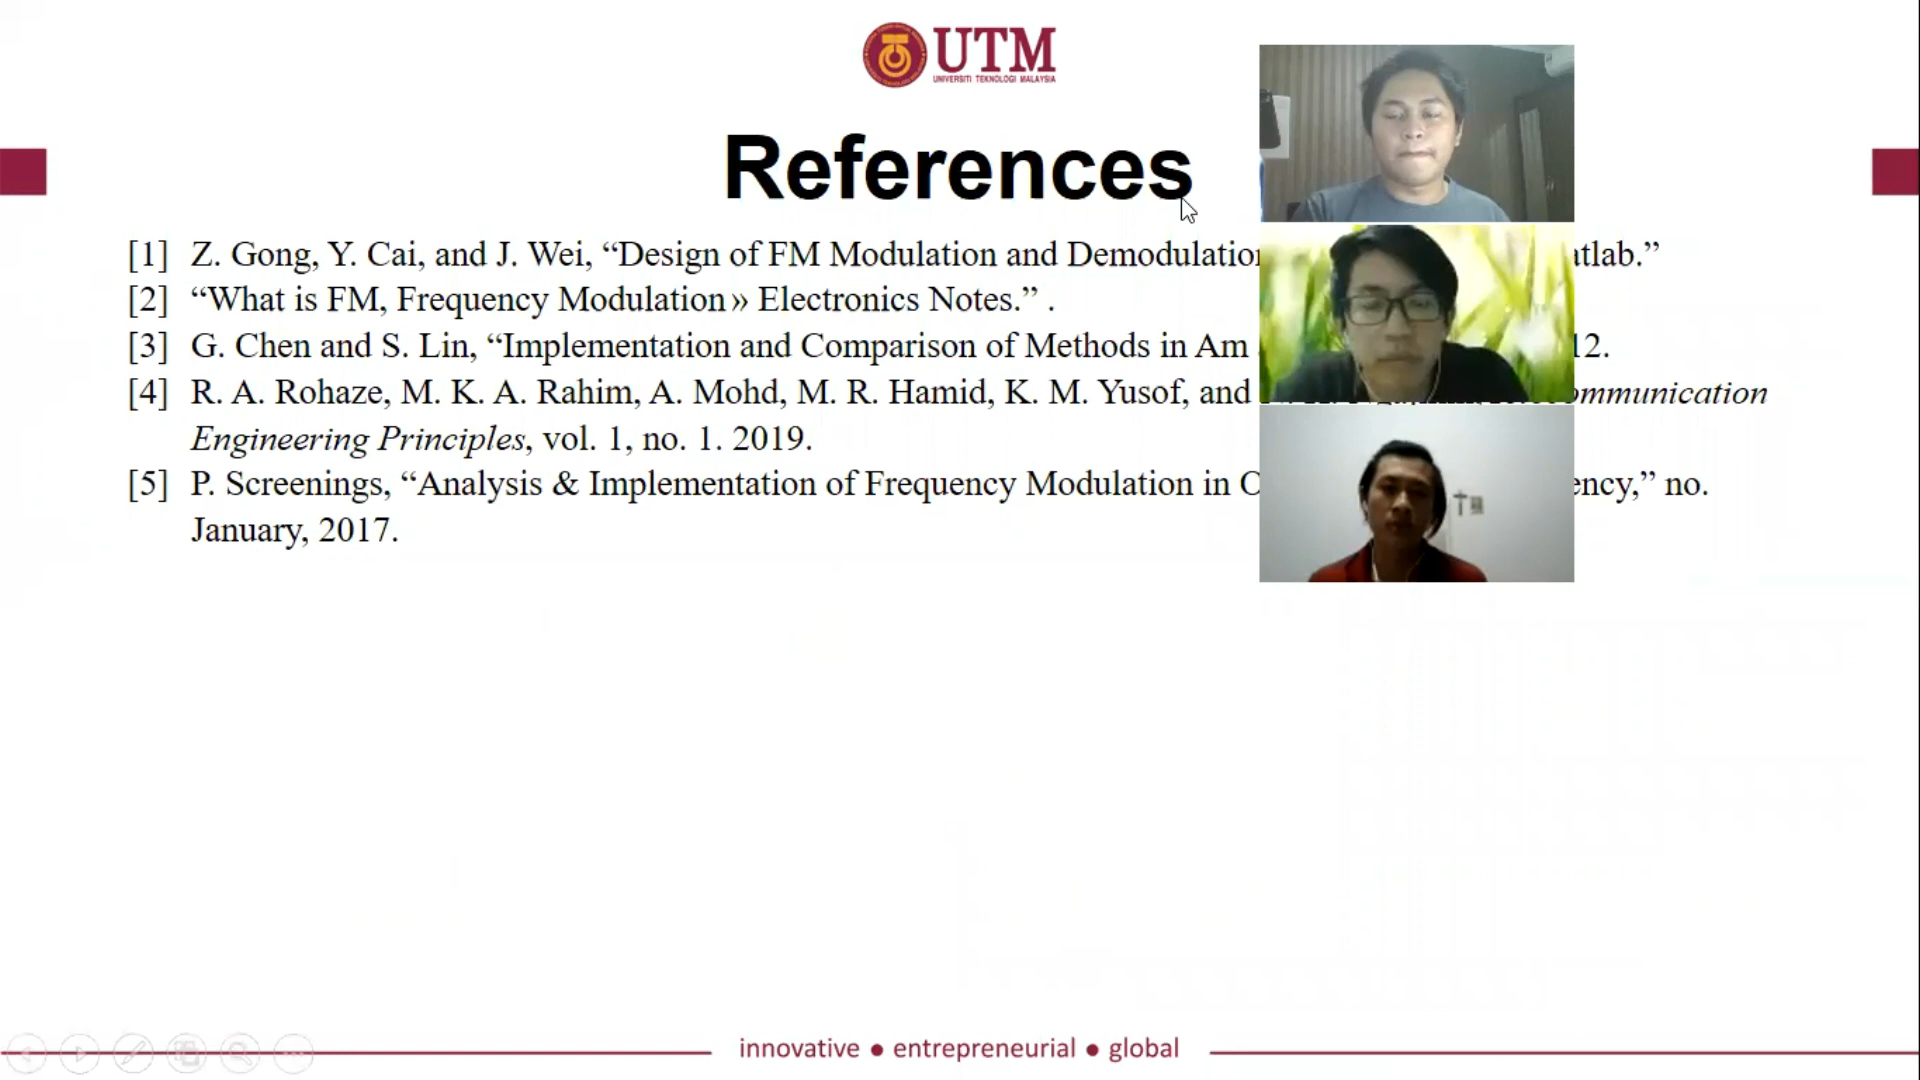 UTM
UNIVERSITI TEKNOLOGI MALAYSIA
References
[1] Z. Gong, Y. Cai, and J. Wei, “Design of FM Modulation and Demodulation atlab.”
[2] “What is FM, Frequency Modulation » Electronics Notes.” .
[3] G. Chen and S. Lin, “Implementation and Comparison of Methods in Am 12.
[4] R. A. Rohaze, M. K. A. Rahim, A. Mohd, M. R. Hamid, K. M. Yusof, and ommunication
Engineering Principles, vol. 1, no. 1. 2019.
[5] P. Screenings, “Analysis & Implementation of Frequency Modulation in O ency,” no.
January, 2017.
innovative ● entrepreneurial ● global